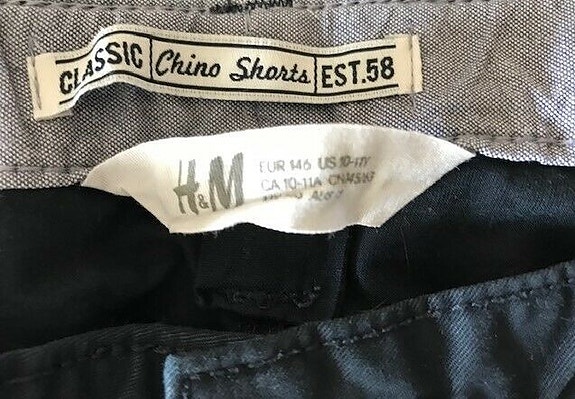 CLASSIC Chino Shorts EST.58
H&M
EUR 146 US 10-11Y
CA 10-11A